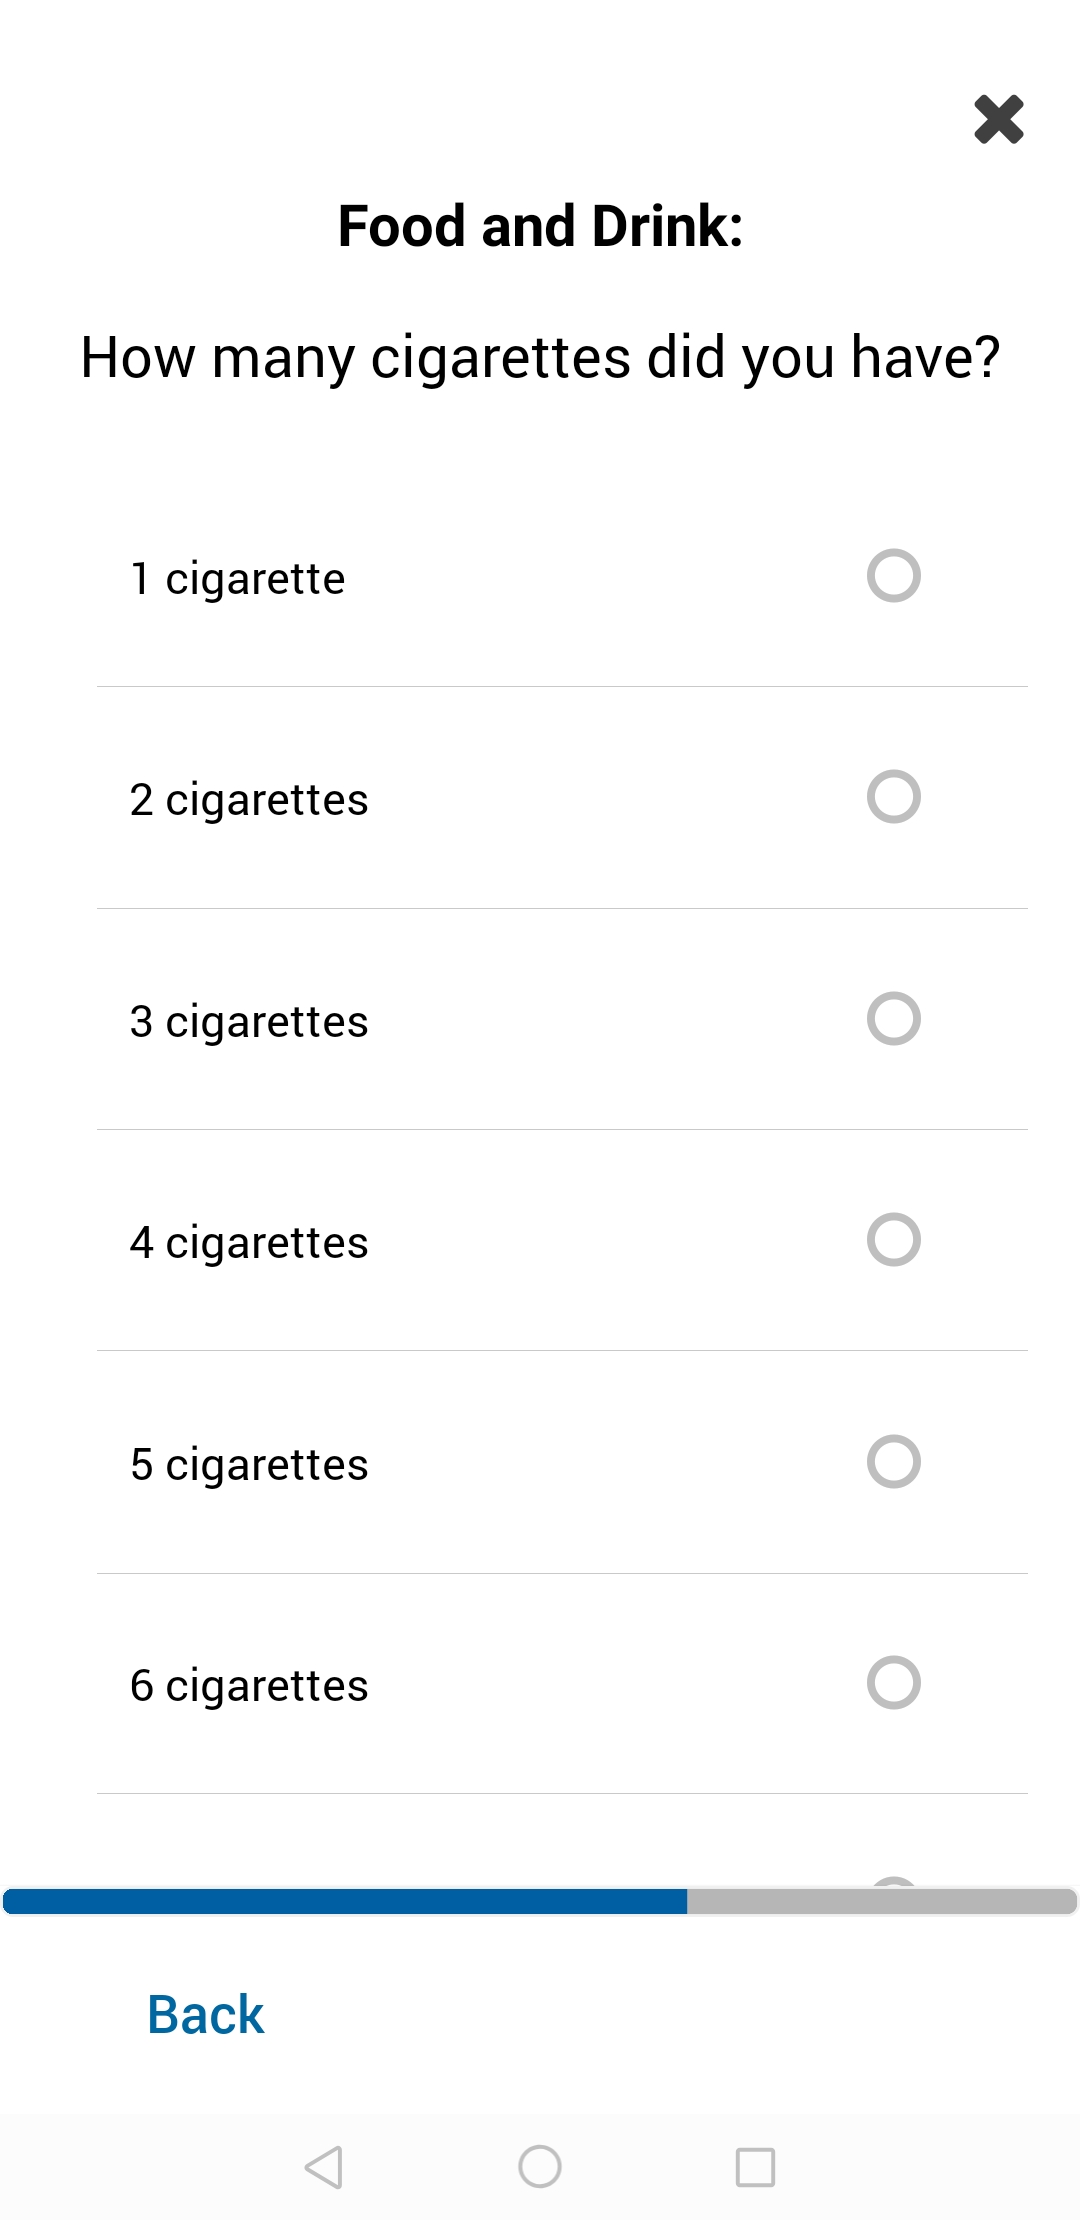 Food and Drink:
How many cigarettes did you have?
1 cigarette
2 cigarettes
3 cigarettes
4 cigarettes
5 cigarettes
6 cigarettes
Back